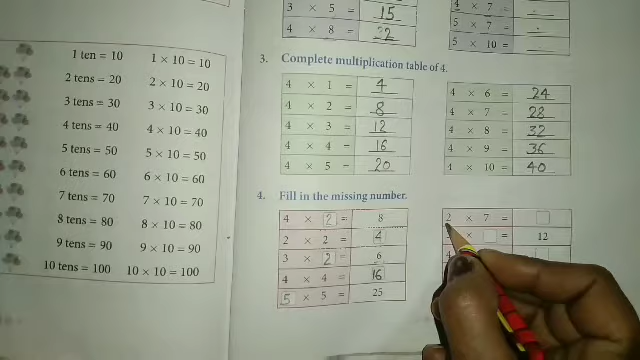 3 × 5 = 15
4 × 8 = 32
4 × 7 =
5 × 7 =
5 × 10 =
1 ten = 10 1 × 10 = 10
2 tens = 20 2 × 10 = 20
3 tens = 30 3 × 10 = 30
4 tens = 40 4 × 10 = 40
5 tens = 50 5 × 10 = 50
6 tens = 60 6 × 10 = 60
7 tens = 70 7 × 10 = 70
8 tens = 80 8 × 10 = 80
9 tens = 90 9 × 10 = 90
10 tens = 100 10 × 10 = 100
3. Complete multiplication table of 4.
4 × 1 = 4
4 × 2 = 8
4 × 3 = 12
4 × 4 = 16
4 × 5 = 20
4 × 6 = 24
4 × 7 = 28
4 × 8 = 32
4 × 9 = 36
4 × 10 = 40
4. Fill in the missing number.
4 × 2 = 8
2 × 2 = 4
3 × 2 = 6
4 × 4 = 16
5 × 5 = 25
2 × 7 =
× = 12
4